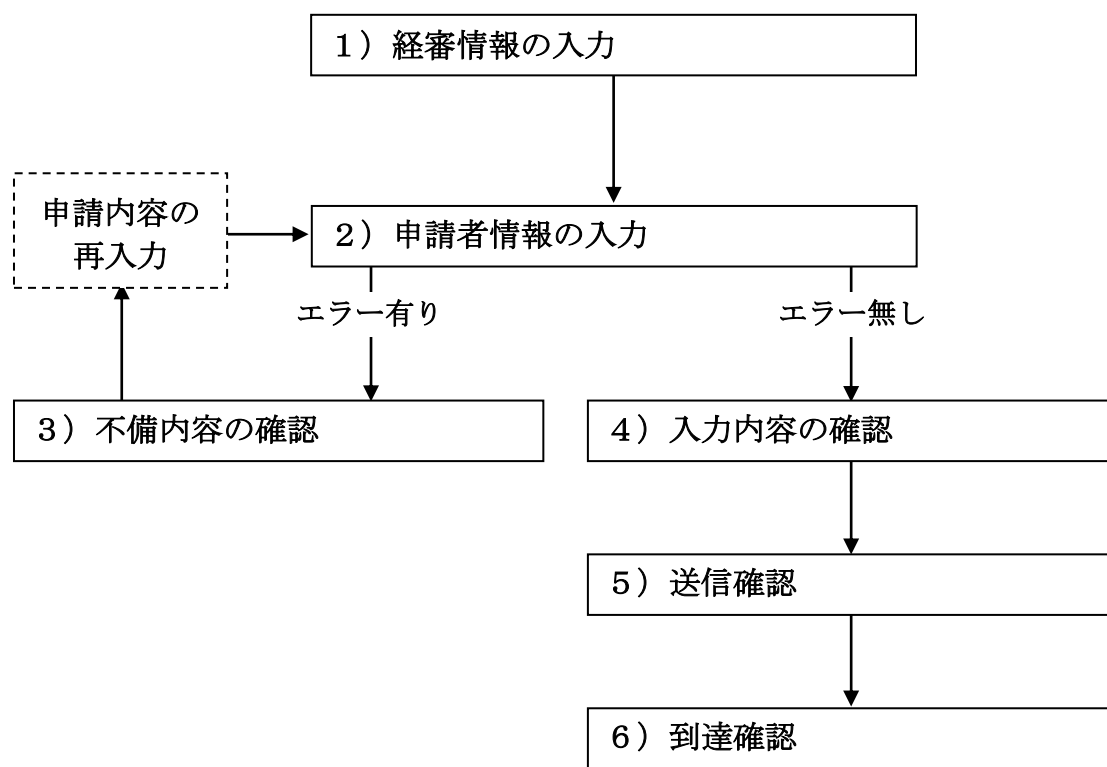 １）経審情報の入力
申請内容の
再入力
２）申請者情報の入力
エラー有り
エラー無し
３）不備内容の確認
４）入力内容の確認
５）送信確認
６）到達確認